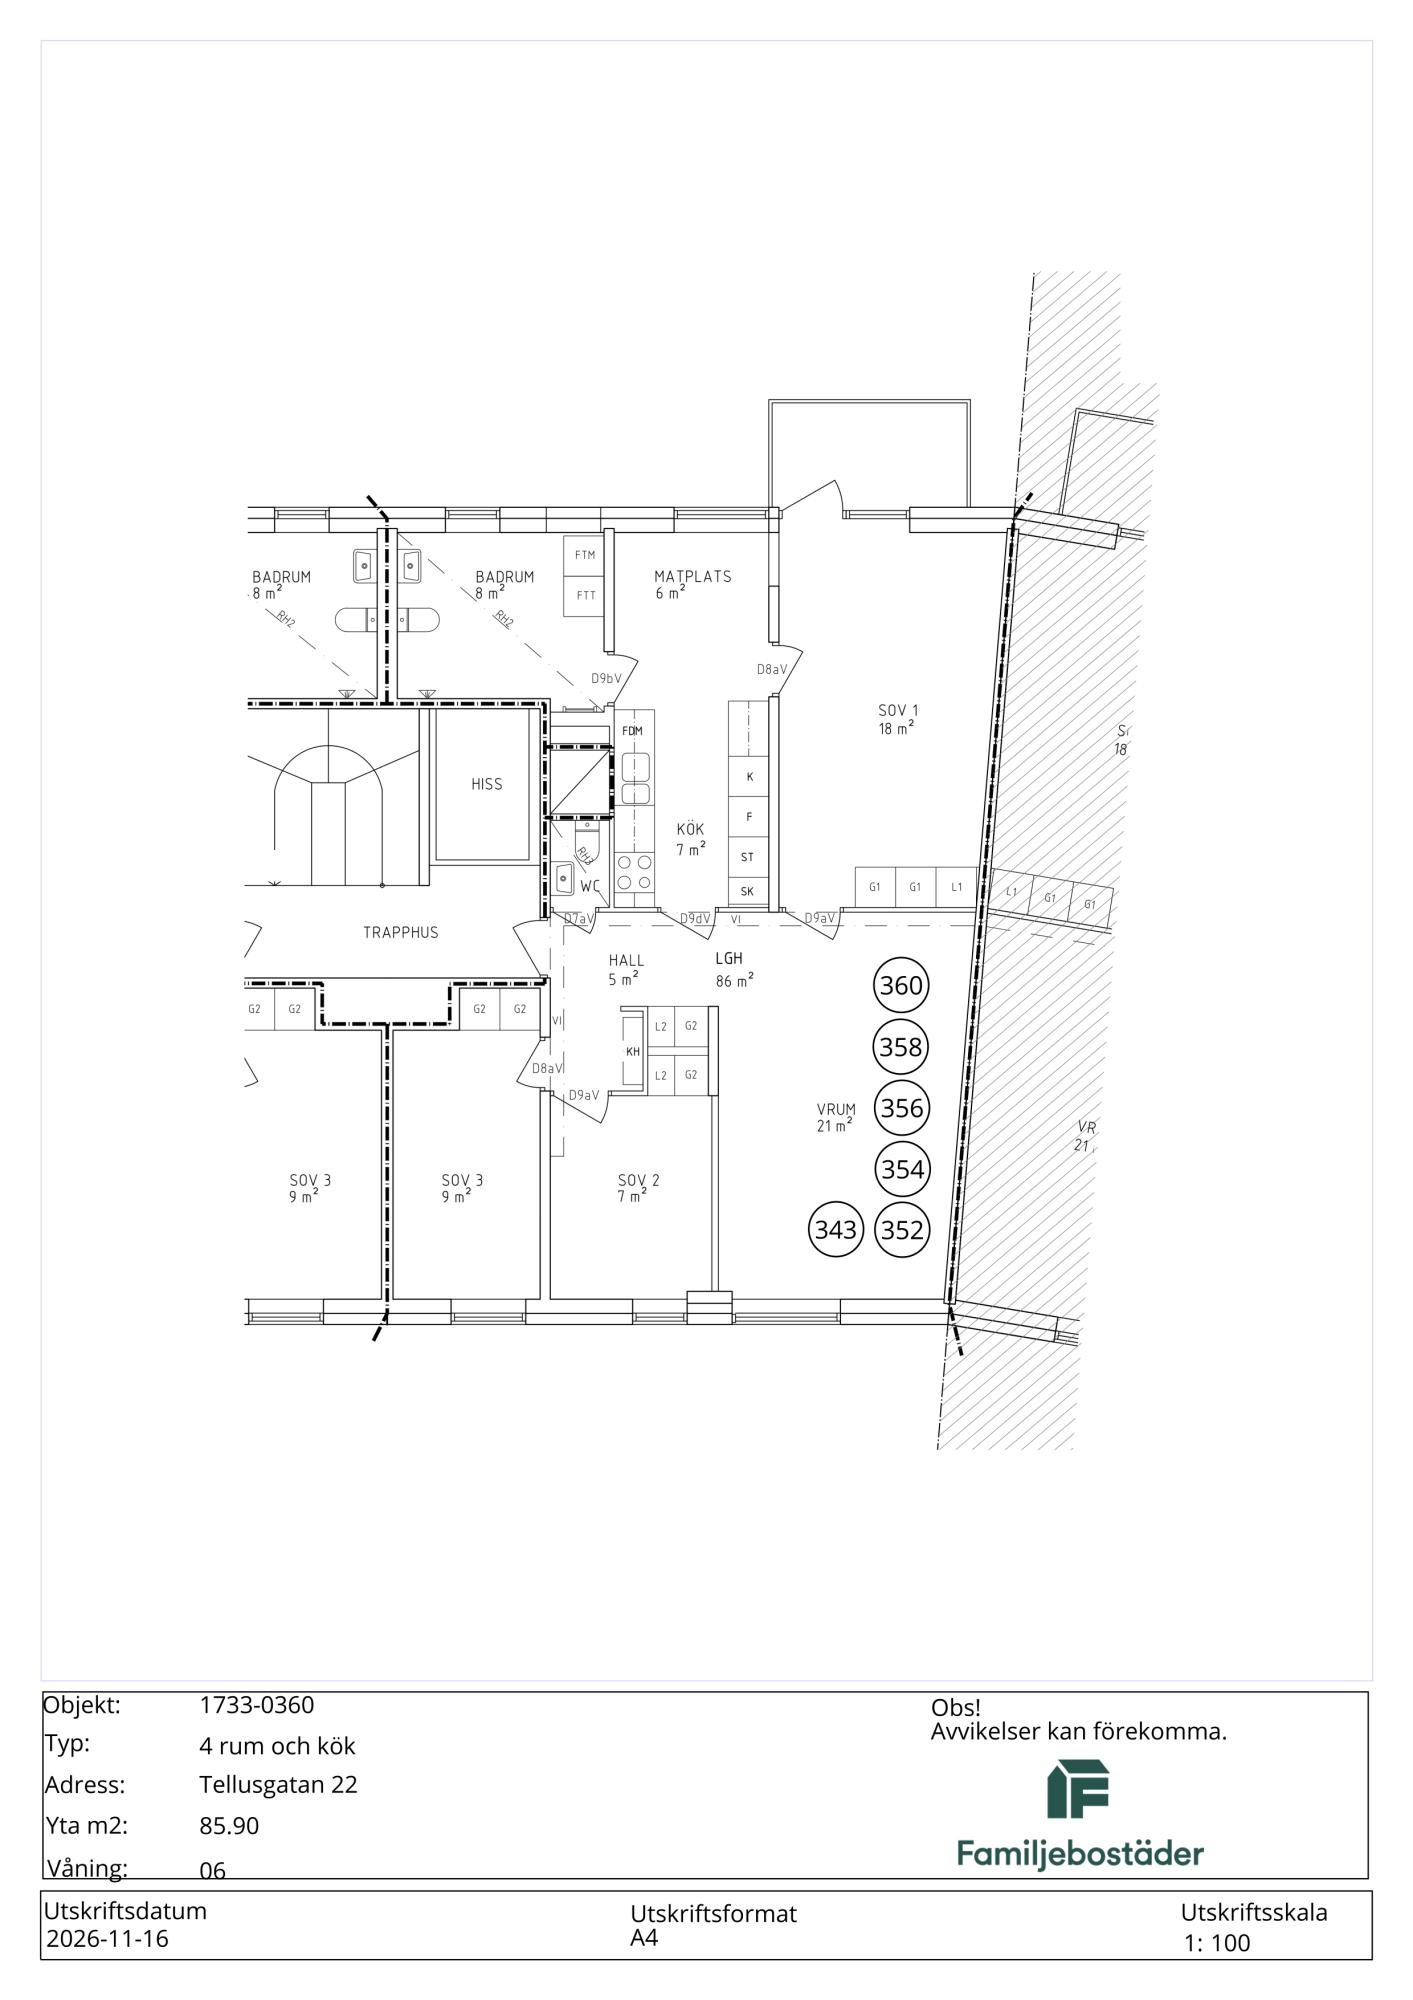 FTM
BADRUM
8 m²
BADRUM
8 m²
MATPLATS
6 m²
FTT
RH2
RH2
D9bV
D8aV
SOV 1
18 m²
FDM
S
18
HISS
K
F
KÖK
7 m²
ST
RH3
WC
SK
G1
G1
L1
L1
G1
G1
D7aV
D9dV
VI
D9aV
TRAPPHUS
HALL
5 m²
LGH
86 m²
360
G2
G2
G2
G2
VI
L2
G2
358
KH
D8aV
L2
G2
D9aV
VRUM
21 m²
356
VR
21
354
SOV 3
9 m²
SOV 3
9 m²
SOV 2
7 m²
343
352
Objekt: 1733-0360
Typ: 4 rum och kök
Adress: Tellusgatan 22
Yta m2: 85.90
Våning: 06
Obs!
Avvikelser kan förekomma.
Familjebostäder
Utskriftsdatum
2026-11-16
Utskriftsformat
A4
Utskriftsskala
1: 100